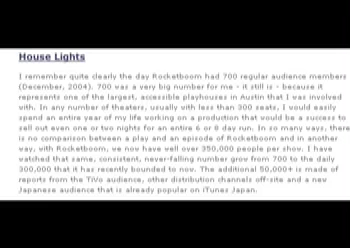 House Lights
I remember quite clearly the day Rocketboom had 700 regular audience members
(December, 2004). 700 was a very big number for me - it still is - because it
represents one of the largest, accessible playhouses in Austin that I was involved
with. In any number of theaters, usually with less than 300 seats, I would easily
spend an entire year of my life working on a production that would be a success to
sell out even one or two nights for an entire 6 or 8 day run. In so many ways, there
is no comparison between a play and an episode of Rocketboom and in another
way, with Rocketboom, we now have well over 350,000 people per show. I have
watched that same, consistent, never-falling number grow from 700 to the daily
300,000 that it has recently bounded to now. The additional 50,000+ is made of
reports from the TiVo audience, other distribution channels off-site and a new
Japanese audience that is already popular on iTunes Japan.